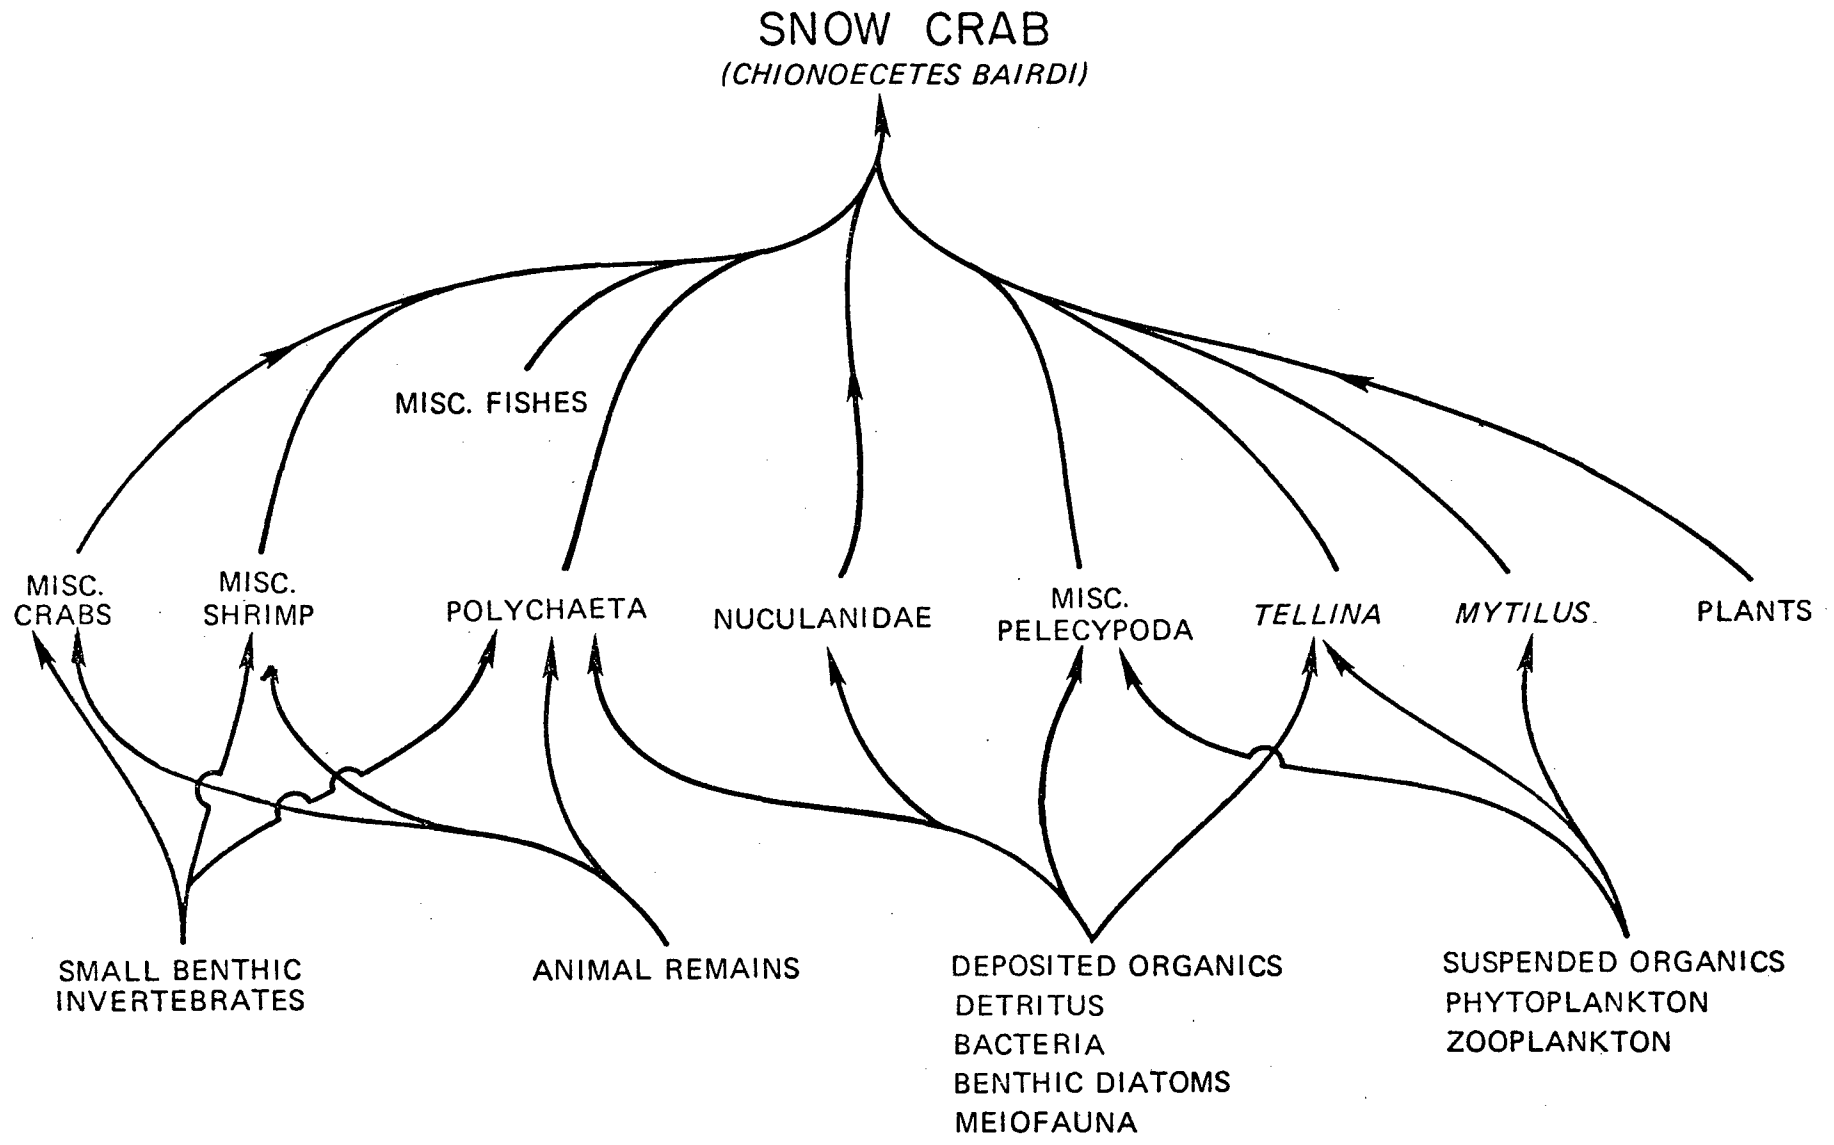 SNOW CRAB
(CHIONOECETES BAIRDI)
MISC. FISHES
MISC.
CRABS
MISC.
SHRIMP
POLYCHAETA
NUCULANIDAE
MISC.
PELECYPODA
TELLINA
MYTILUS
PLANTS
SMALL BENTHIC
INVERTEBRATES
ANIMAL REMAINS
DEPOSITED ORGANICS
DETRITUS
BACTERIA
BENTHIC DIATOMS
MEIOFAUNA
SUSPENDED ORGANICS
PHYTOPLANKTON
ZOOPLANKTON